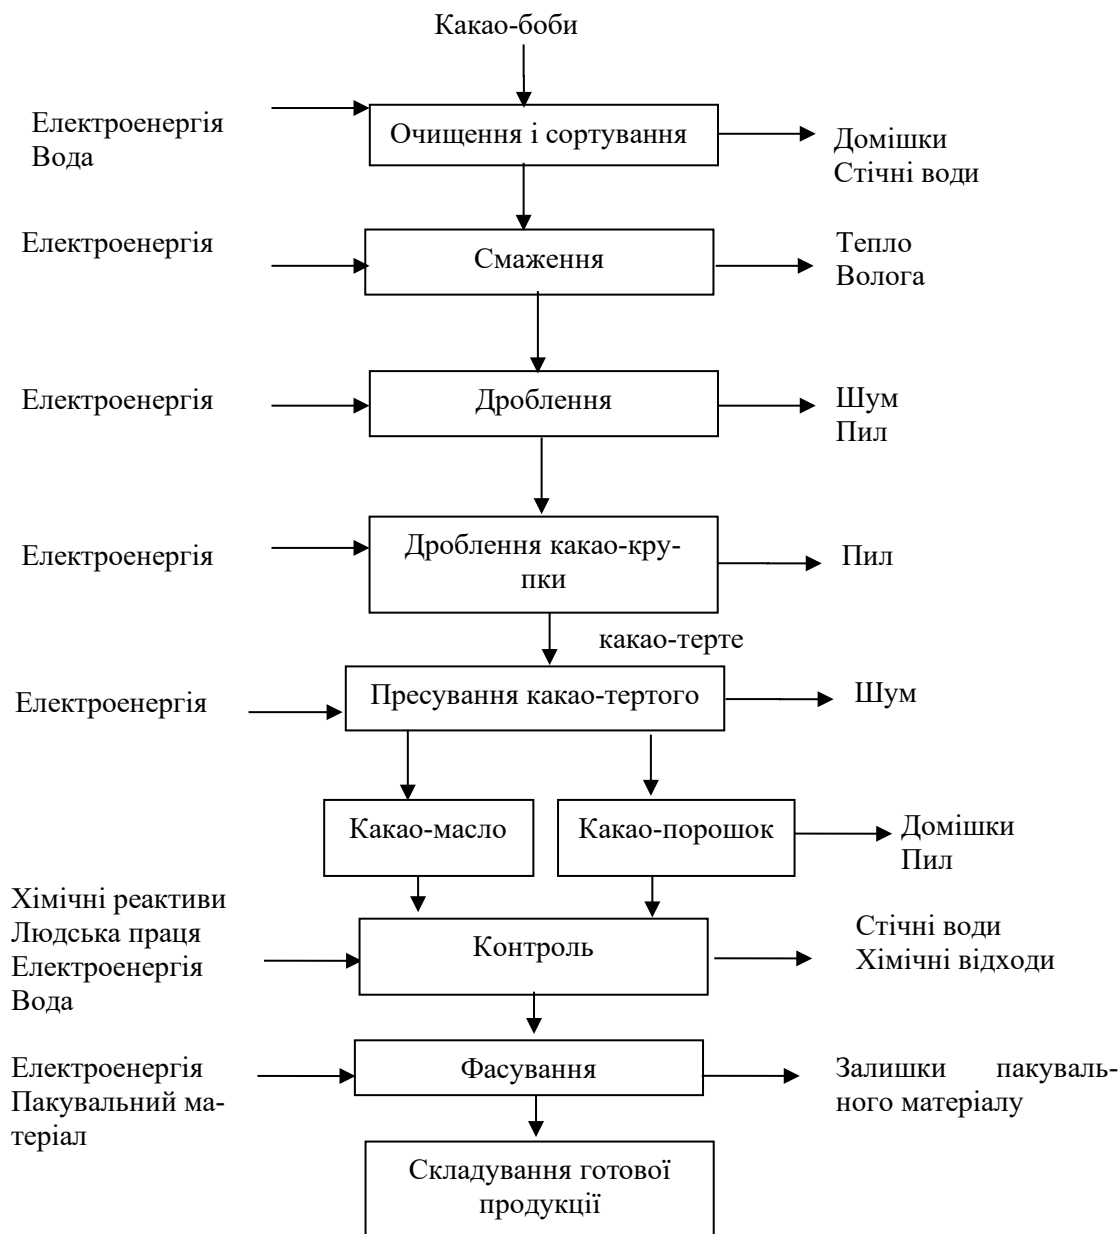 Какао-боби
Електроенергія
Вода
Очищення і сортування
Домішки
Стічні води
Електроенергія
Смаження
Тепло
Волога
Електроенергія
Дроблення
Шум
Пил
Електроенергія
Дроблення какао-кру-
пки
Пил
какао-терте
Електроенергія
Пресування какао-тертого
Шум
Какао-масло
Какао-порошок
Домішки
Пил
Хімічні реактиви
Людська праця
Електроенергія
Вода
Контроль
Стічні води
Хімічні відходи
Електроенергія
Пакувальний ма-
теріал
Фасування
Залишки пакуваль-
ного матеріалу
Складування готової
продукції